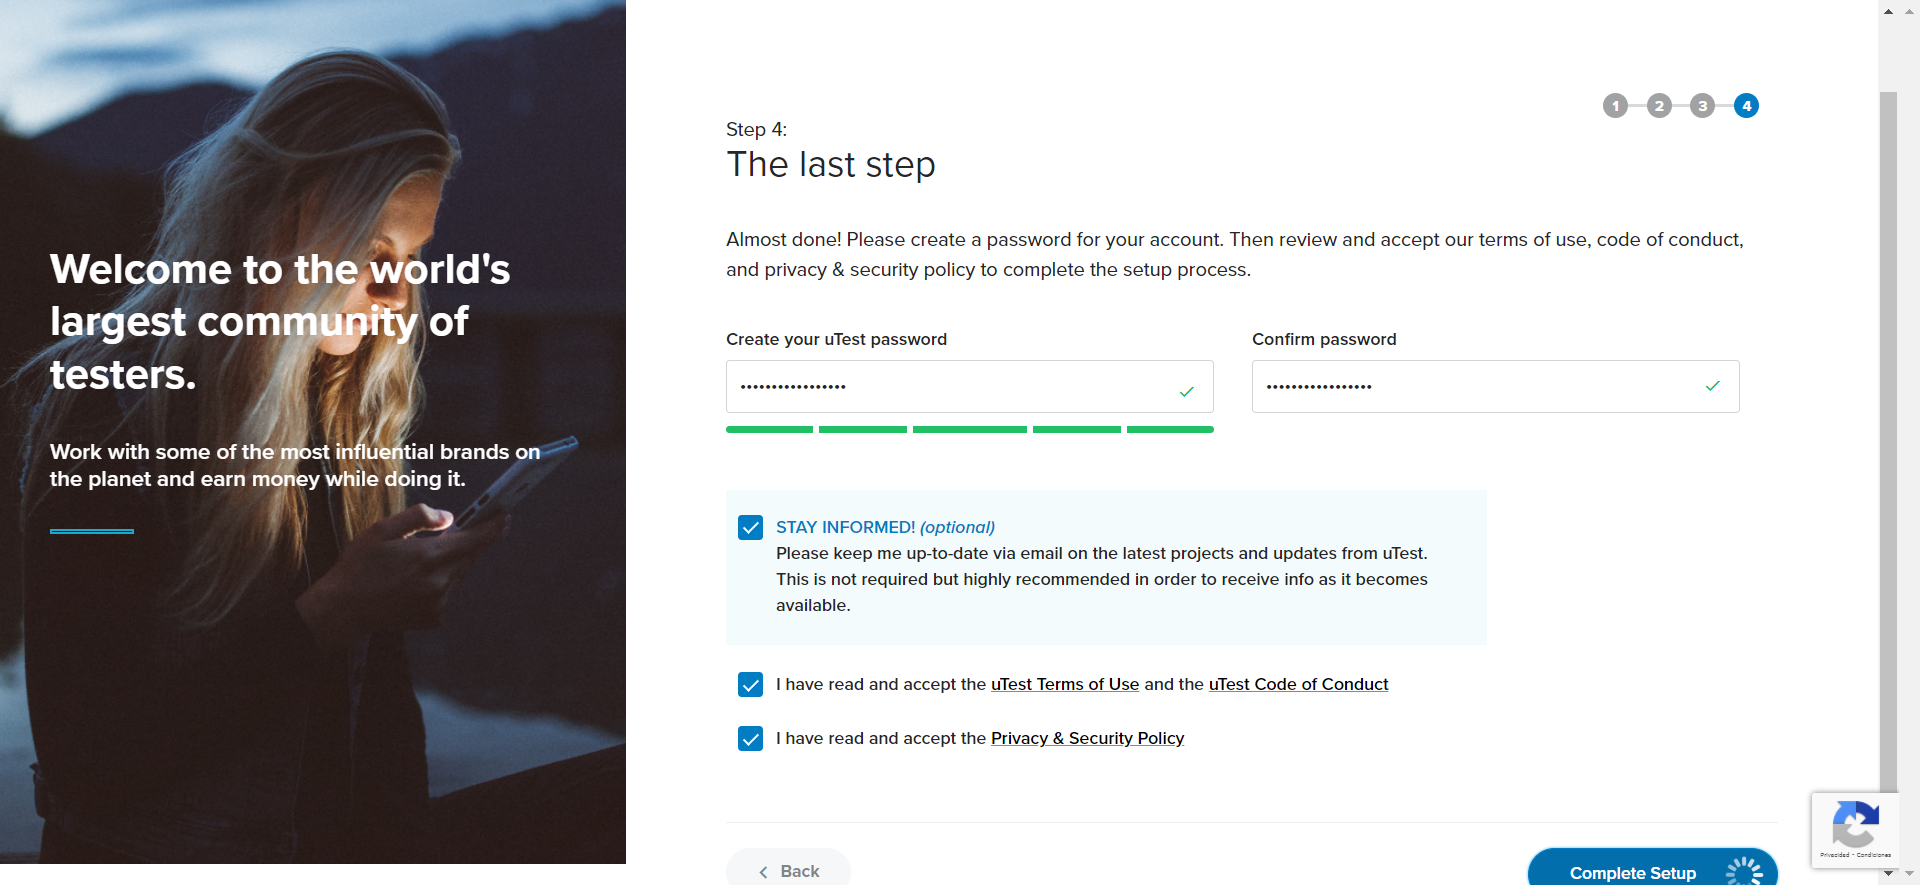 Welcome to the world's
largest community of
testers.
Work with some of the most influential brands on
the planet and earn money while doing it.
1 2 3 4
Step 4:
The last step
Almost done! Please create a password for your account. Then review and accept our terms of use, code of conduct,
and privacy & security policy to complete the setup process.
Create your uTest password
Confirm password
•••••••••••••••••
•••••••••••••••••
STAY INFORMED! (optional)
Please keep me up-to-date via email on the latest projects and updates from uTest.
This is not required but highly recommended in order to receive info as it becomes
available.
I have read and accept the uTest Terms of Use and the uTest Code of Conduct
I have read and accept the Privacy & Security Policy
Back
Complete Setup
Privacidad - Condiciones